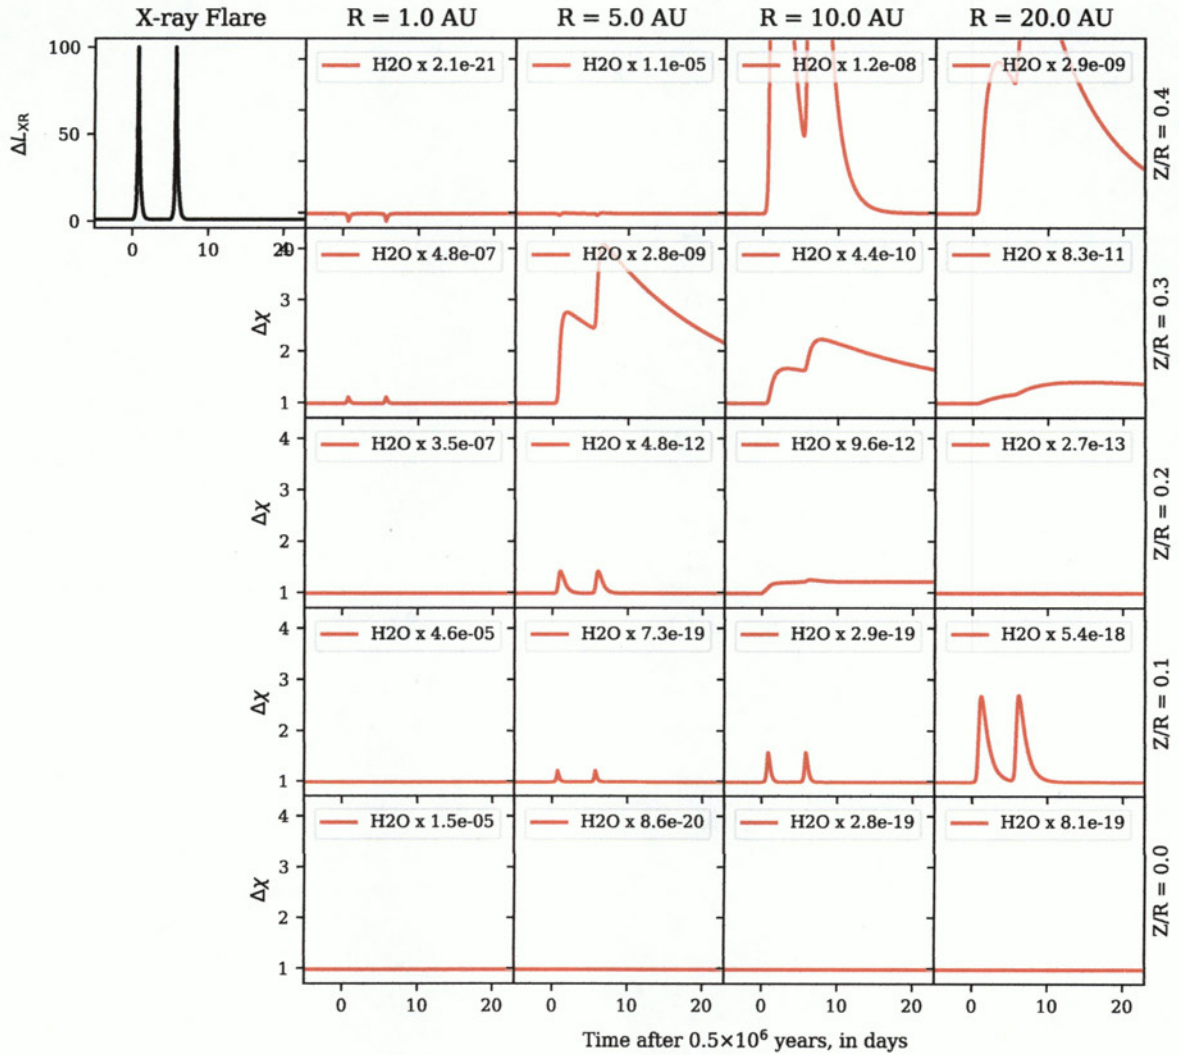 X-ray Flare R = 1.0 AU R = 5.0 AU R = 10.0 AU R = 20.0 AU
100 H2O x 2.1e-21 H2O x 1.1e-05 H2O x 1.2e-08 H2O x 2.9e-09
ΔL_XR 50 Z/R = 0.4
0
0 10 20
4 H2O x 4.8e-07 H2O x 2.8e-09 H2O x 4.4e-10 H2O x 8.3e-11
3
Δχ Z/R = 0.3
2
1
4 H2O x 3.5e-07 H2O x 4.8e-12 H2O x 9.6e-12 H2O x 2.7e-13
3
Δχ Z/R = 0.2
2
1
4 H2O x 4.6e-05 H2O x 7.3e-19 H2O x 2.9e-19 H2O x 5.4e-18
3
Δχ Z/R = 0.1
2
1
4 H2O x 1.5e-05 H2O x 8.6e-20 H2O x 2.8e-19 H2O x 8.1e-19
3
Δχ Z/R = 0.0
2
1
0 10 20 0 10 20 0 10 20 0 10 20
Time after 0.5×10⁶ years, in days